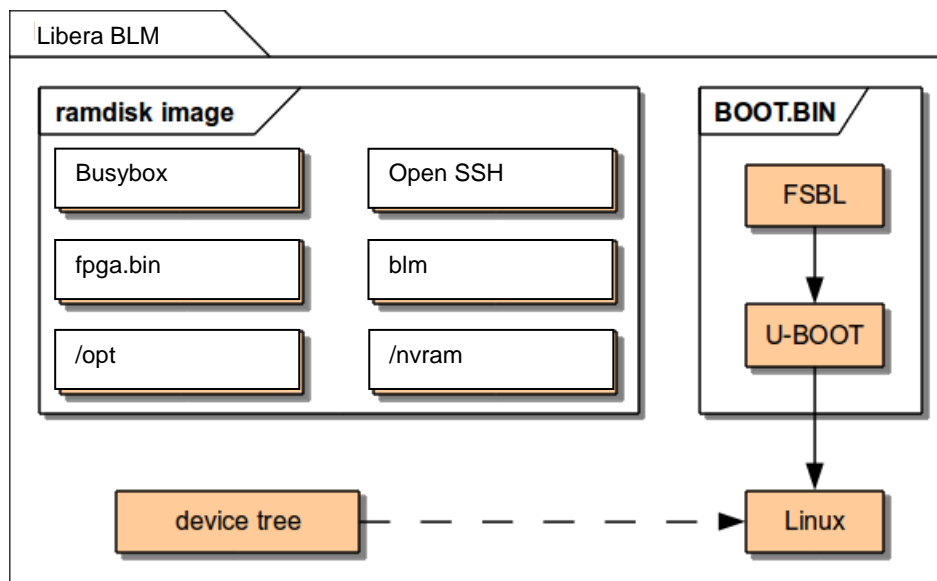 Libera BLM
ramdisk image
BOOT.BIN
Busybox
Open SSH
FSBL
fpga.bin
blm
U-BOOT
/opt
/nvram
device tree
Linux